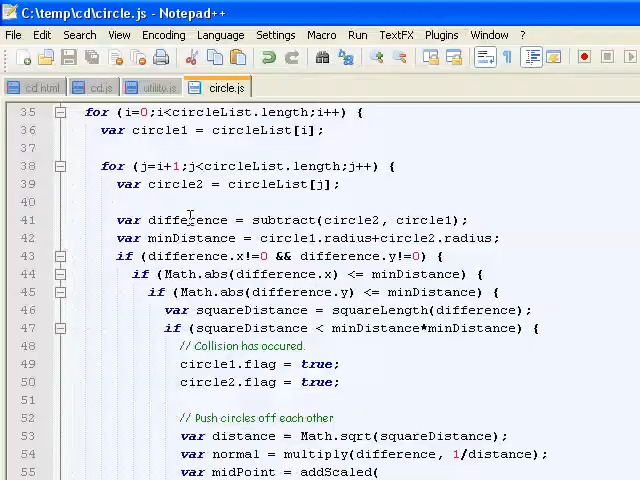 C:\temp\cd\circle.js - Notepad++
File Edit Search View Encoding Language Settings Macro Run TextFX Plugins Window ?
cd html cd.js utility.js circle.js
35 for (i=0;i<circleList.length;i++) {
36 var circle1 = circleList[i];
37
38 for (j=i+1;j<circleList.length;j++) {
39 var circle2 = circleList[j];
40
41 var difference = subtract(circle2, circle1);
42 var minDistance = circle1.radius+circle2.radius;
43 if (difference.x!=0 && difference.y!=0) {
44 if (Math.abs(difference.x) <= minDistance) {
45 if (Math.abs(difference.y) <= minDistance) {
46 var squareDistance = squareLength(difference);
47 if (squareDistance < minDistance*minDistance) {
48 // Collision has occured.
49 circle1.flag = true;
50 circle2.flag = true;
51
52 // Push circles off each other
53 var distance = Math.sqrt(squareDistance);
54 var normal = multiply(difference, 1/distance);
55 var midPoint = addScaled(